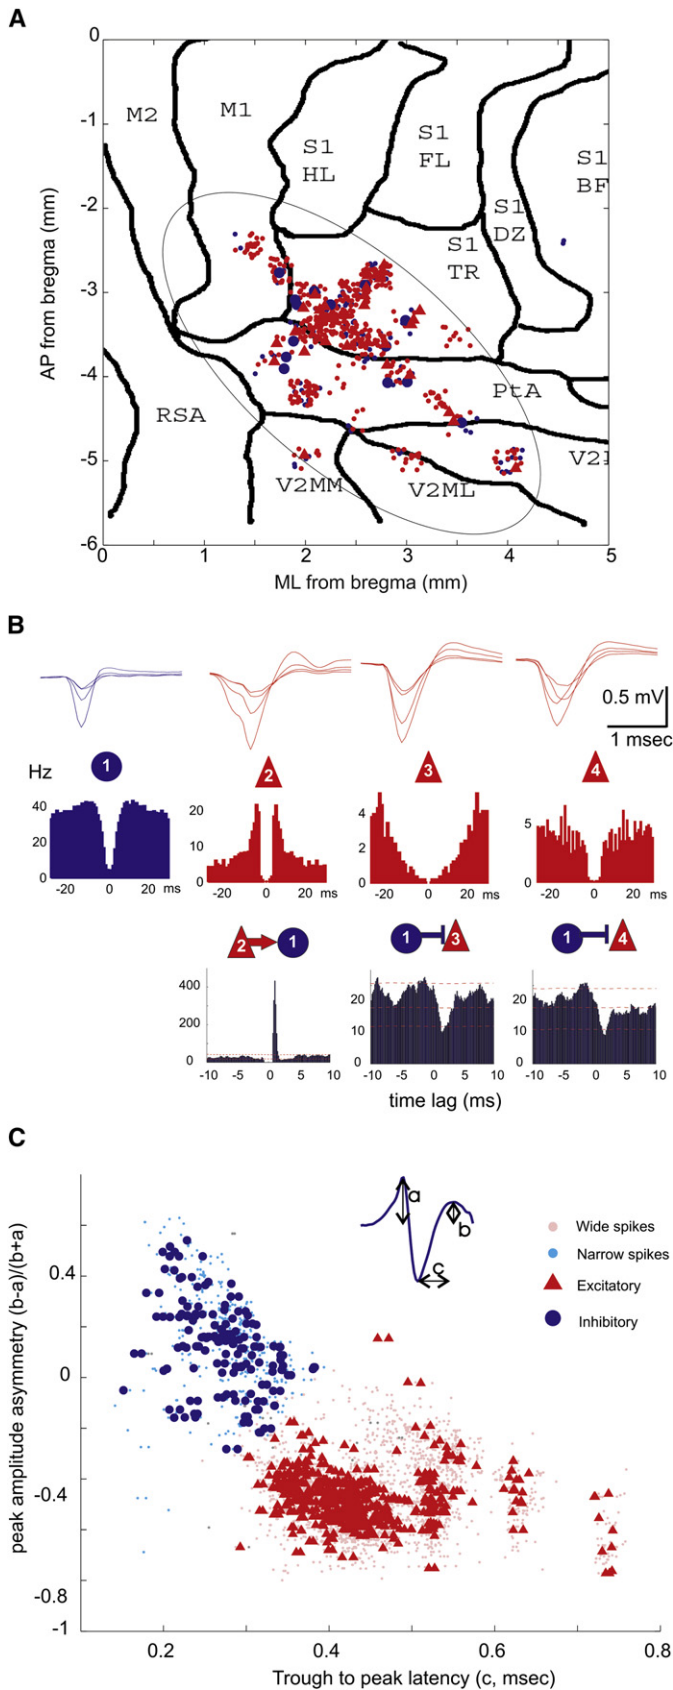 A
0
-1
-2
-3
-4
-5
-6
AP from bregma (mm)
M2
M1
S1
HL
S1
FL
S1
BF
S1
DZ
S1
TR
PtA
RSA
V2MM
V2ML
0 1 2 3 4 5
ML from bregma (mm)
B
0.5 mV
1 msec
1
2
3
4
Hz
40
20
0
-20 0 20 ms
20
10
0
-20 0 20
4
2
0
-20 0 20 ms
5
0
-20 0 20 ms
2 1
1 3
1 4
400
200
0
-10 -5 0 5 10
20
10
0
-10 -5 0 5 10
20
10
0
-10 -5 0 5 10
time lag (ms)
C
a
b
c
Wide spikes
Narrow spikes
Excitatory
Inhibitory
0.4
0
-0.4
-0.8
-1
peak amplitude asymmetry (b-a)/(b+a)
0.2 0.4 0.6 0.8
Trough to peak latency (c, msec)